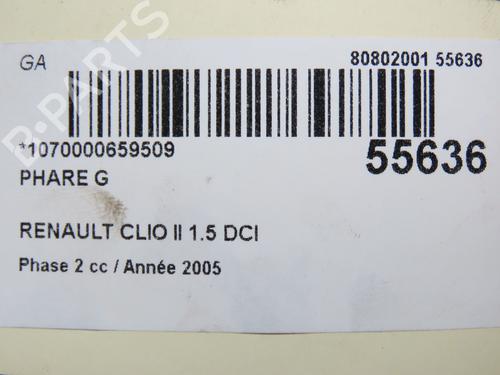 GA 80802001 55636
*1070000659509 55636
PHARE G
RENAULT CLIO II 1.5 DCI
Phase 2 cc / Année 2005
B-PARTS